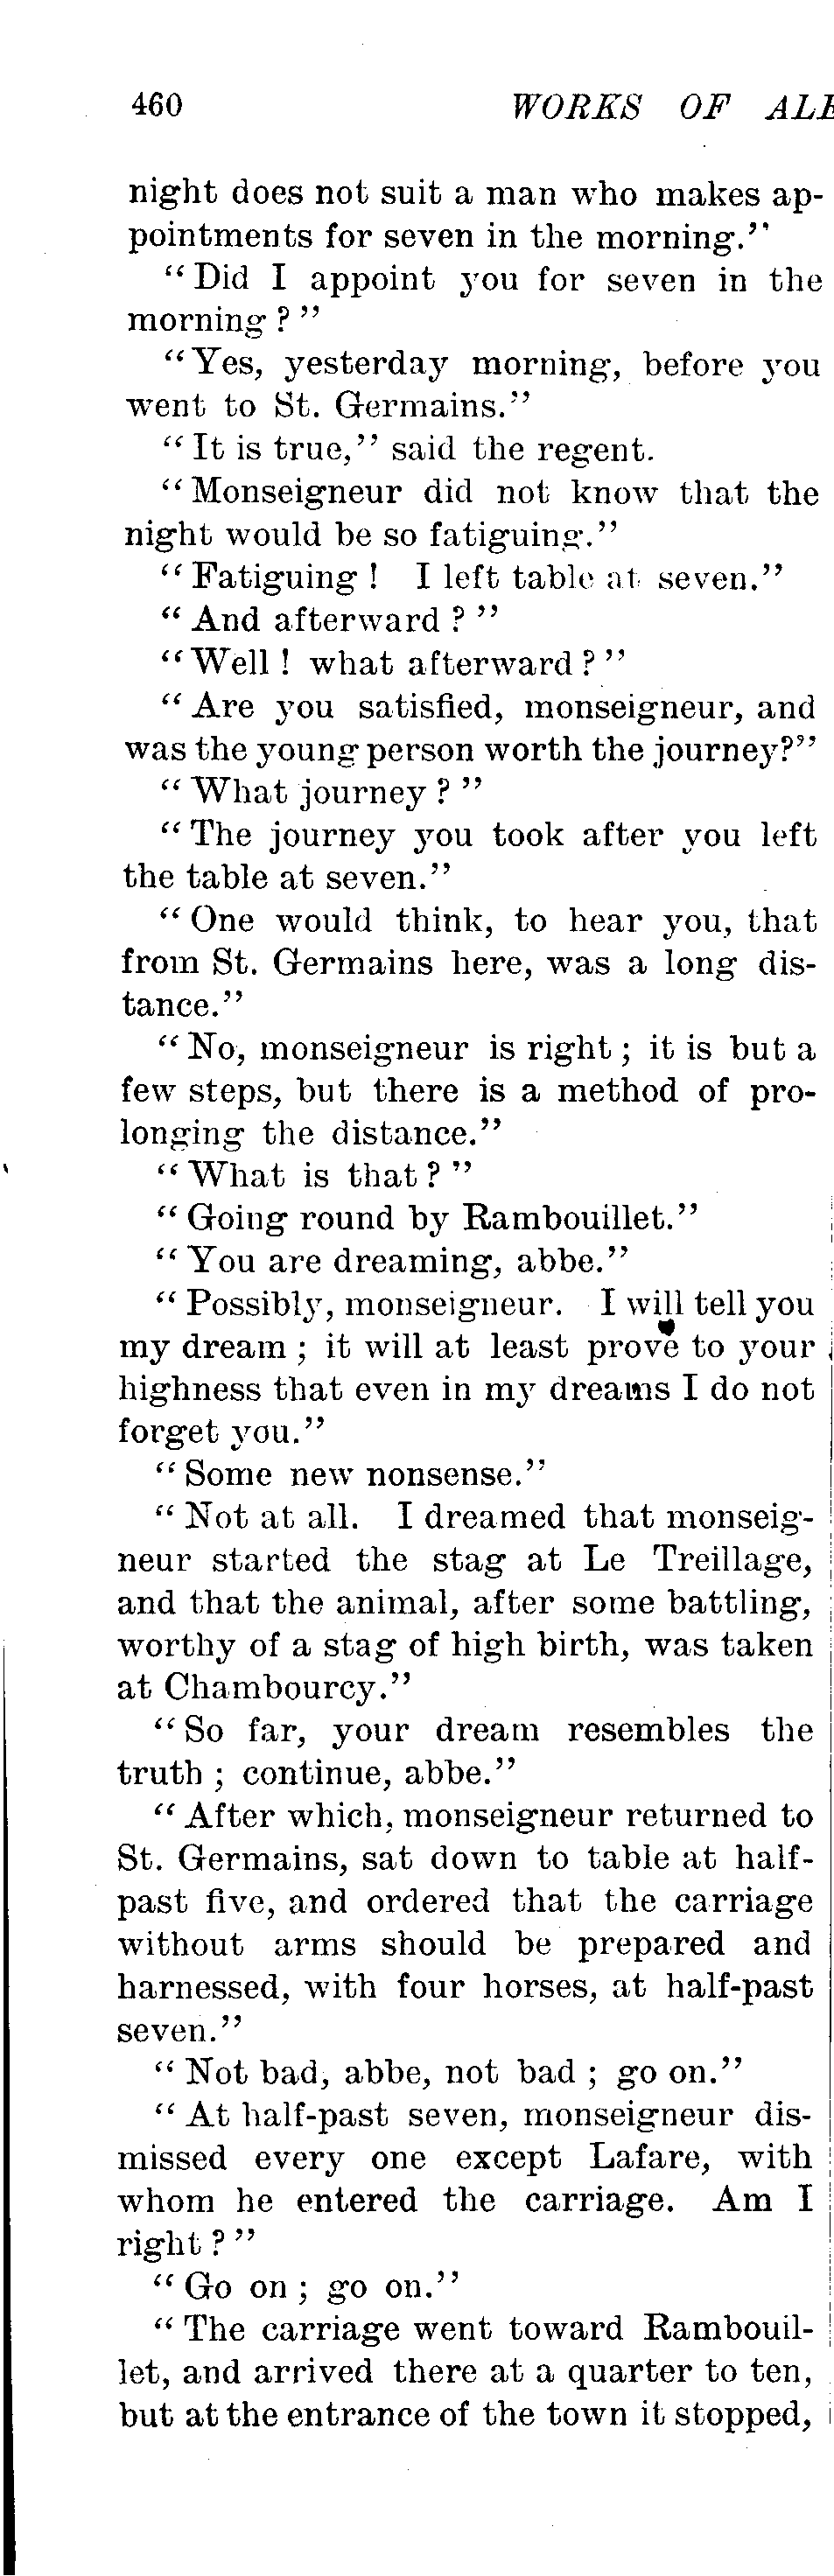 460 WORKS OF ALE
night does not suit a man who makes ap-
pointments for seven in the morning."
"Did I appoint you for seven in the
morning?"
"Yes, yesterday morning, before you
went to St. Germains."
"It is true," said the regent.
"Monseigneur did not know that the
night would be so fatiguing."
"Fatiguing! I left table at seven."
"And afterward?"
"Well! what afterward?"
"Are you satisfied, monseigneur, and
was the young person worth the journey?"
"What journey?"
"The journey you took after you left
the table at seven."
"One would think, to hear you, that
from St. Germains here, was a long dis-
tance."
"No, monseigneur is right; it is but a
few steps, but there is a method of pro-
longing the distance."
"What is that?"
"Going round by Rambouillet."
"You are dreaming, abbe."
"Possibly, monseigneur. I will tell you
my dream; it will at least prove to your
highness that even in my dreams I do not
forget you."
"Some new nonsense."
"Not at all. I dreamed that monseig-
neur started the stag at Le Treillage,
and that the animal, after some battling,
worthy of a stag of high birth, was taken
at Chambourcy."
"So far, your dream resembles the
truth; continue, abbe."
"After which, monseigneur returned to
St. Germains, sat down to table at half-
past five, and ordered that the carriage
without arms should be prepared and
harnessed, with four horses, at half-past
seven."
"Not bad, abbe, not bad; go on."
"At half-past seven, monseigneur dis-
missed every one except Lafare, with
whom he entered the carriage. Am I
right?"
"Go on; go on."
"The carriage went toward Rambouil-
let, and arrived there at a quarter to ten,
but at the entrance of the town it stopped,